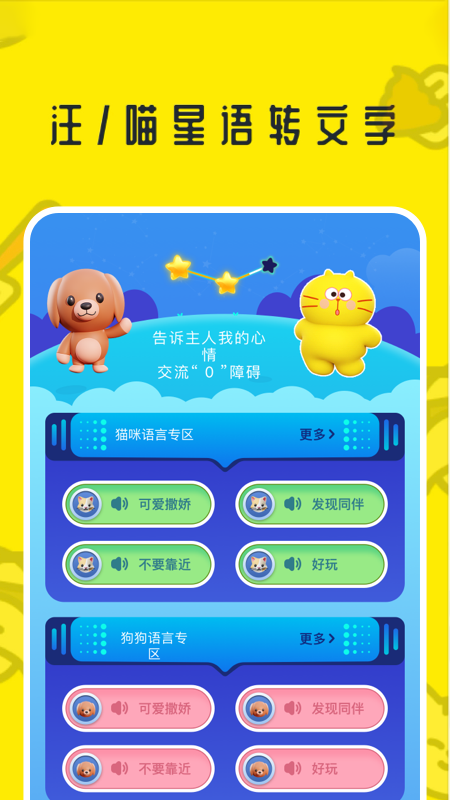 汪/喵星语转文字
告诉主人我的心
情
交流“０”障碍
猫咪语言专区
更多>
可爱撒娇
发现同伴
不要靠近
好玩
狗狗语言专
区
更多>
可爱撒娇
发现同伴
不要靠近
好玩